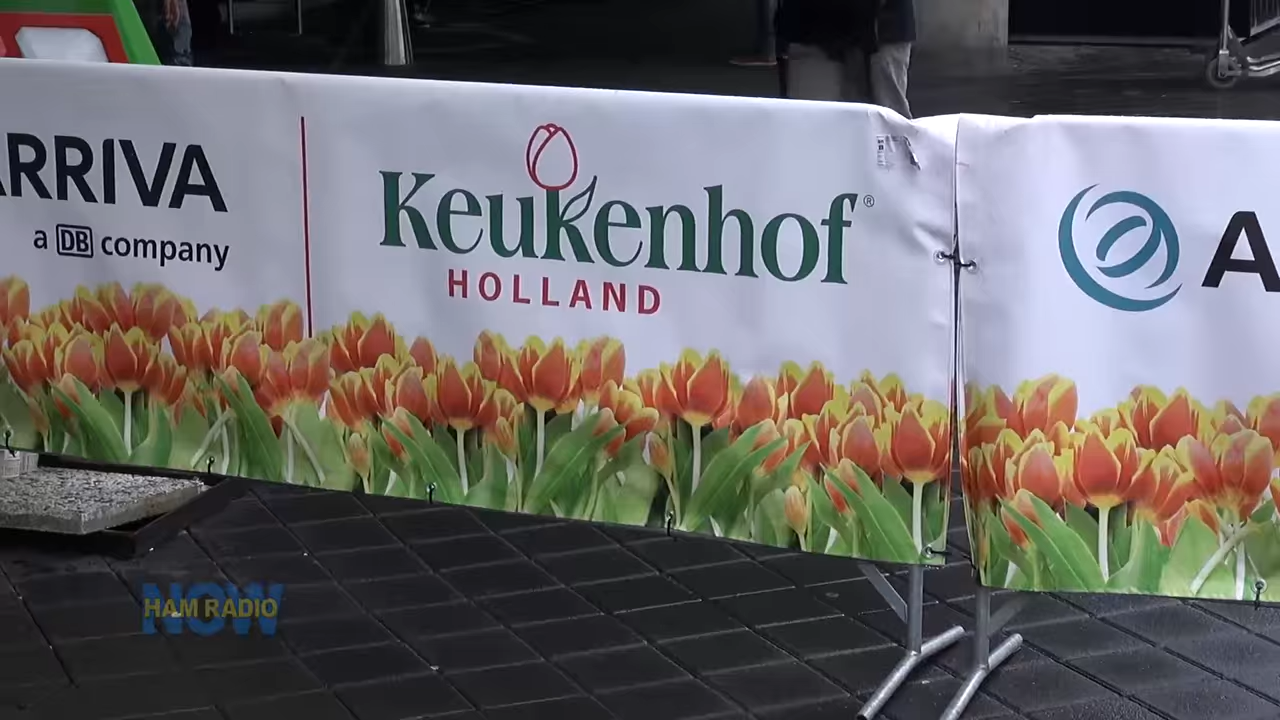 ARRIVA
a DB company
Keukenhof®
HOLLAND
A
HAM RADIO
NOW